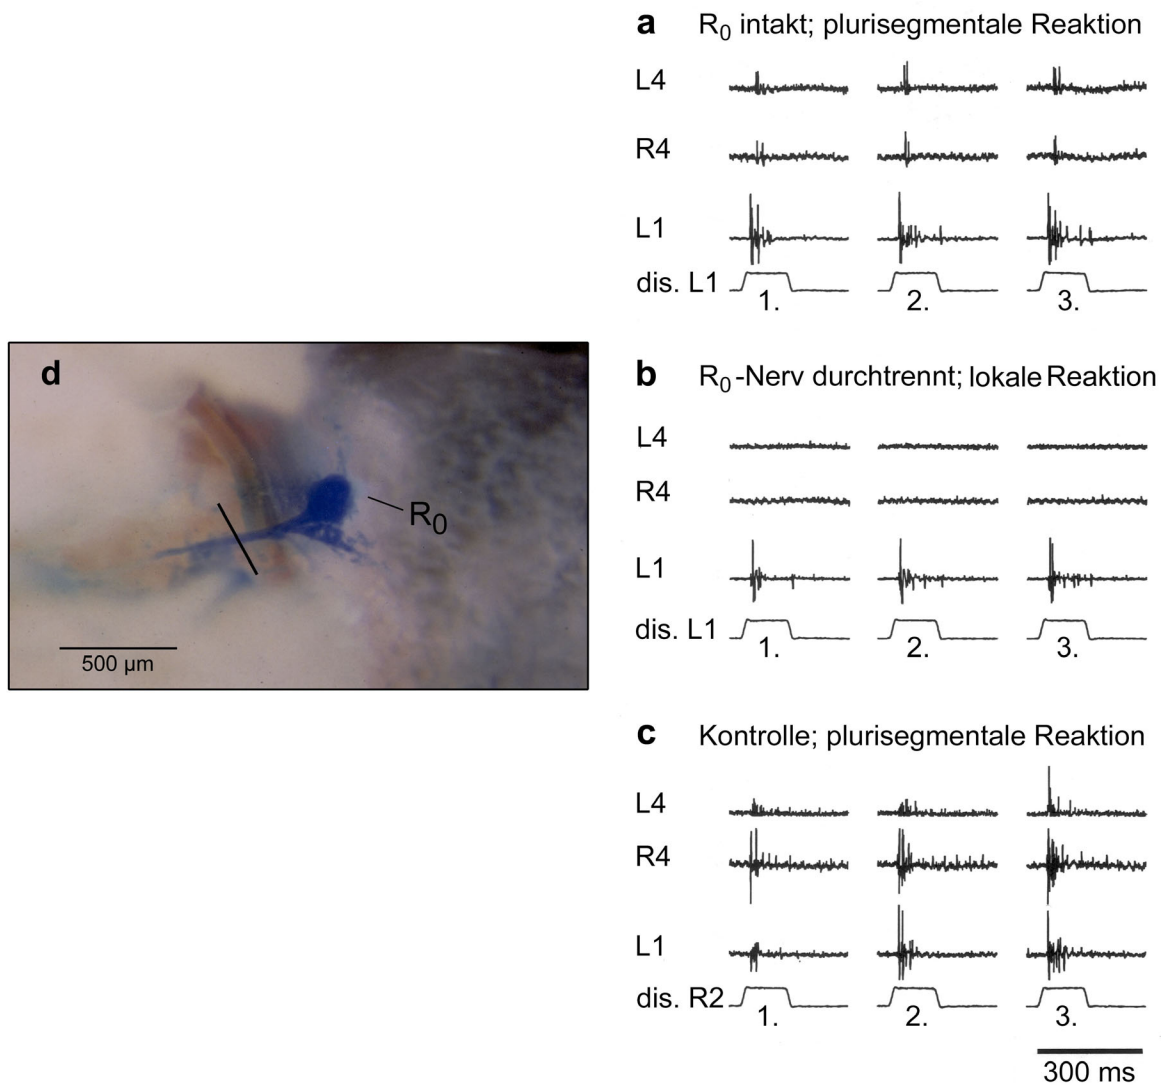 a R₀ intakt; plurisegmentale Reaktion
L4
R4
L1
dis. L1
1. 2. 3.
d
R₀
500 µm
b R₀-Nerv durchtrennt; lokale Reaktion
L4
R4
L1
dis. L1
1. 2. 3.
c Kontrolle; plurisegmentale Reaktion
L4
R4
L1
dis. R2
1. 2. 3.
300 ms